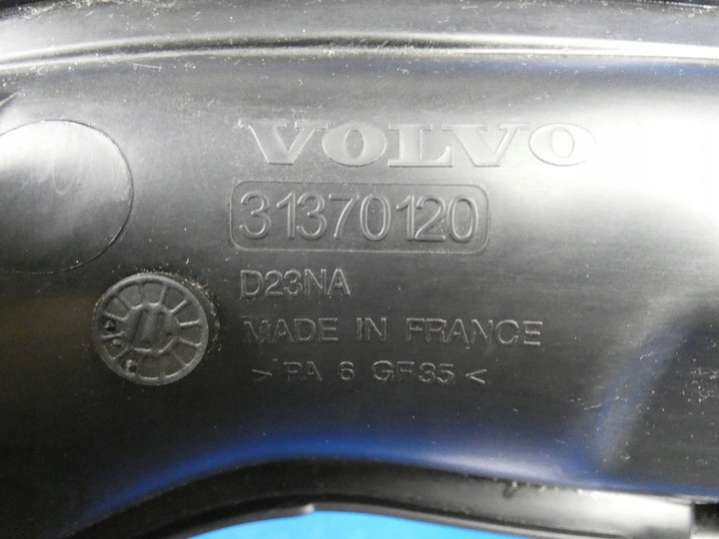 VOLVO
31370120
D23NA
MADE IN FRANCE
> PA 6 GF35 <